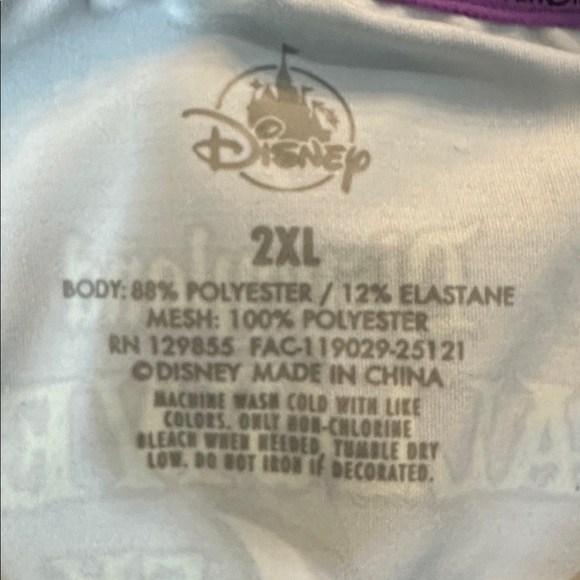 Disney
2XL
BODY: 88% POLYESTER / 12% ELASTANE
MESH: 100% POLYESTER
RN 129855 FAC-119029-25121
©DISNEY MADE IN CHINA
MACHINE WASH COLD WITH LIKE
COLORS. ONLY NON-CHLORINE
BLEACH WHEN NEEDED, TUMBLE DRY
LOW. DO NOT IRON IF DECORATED.